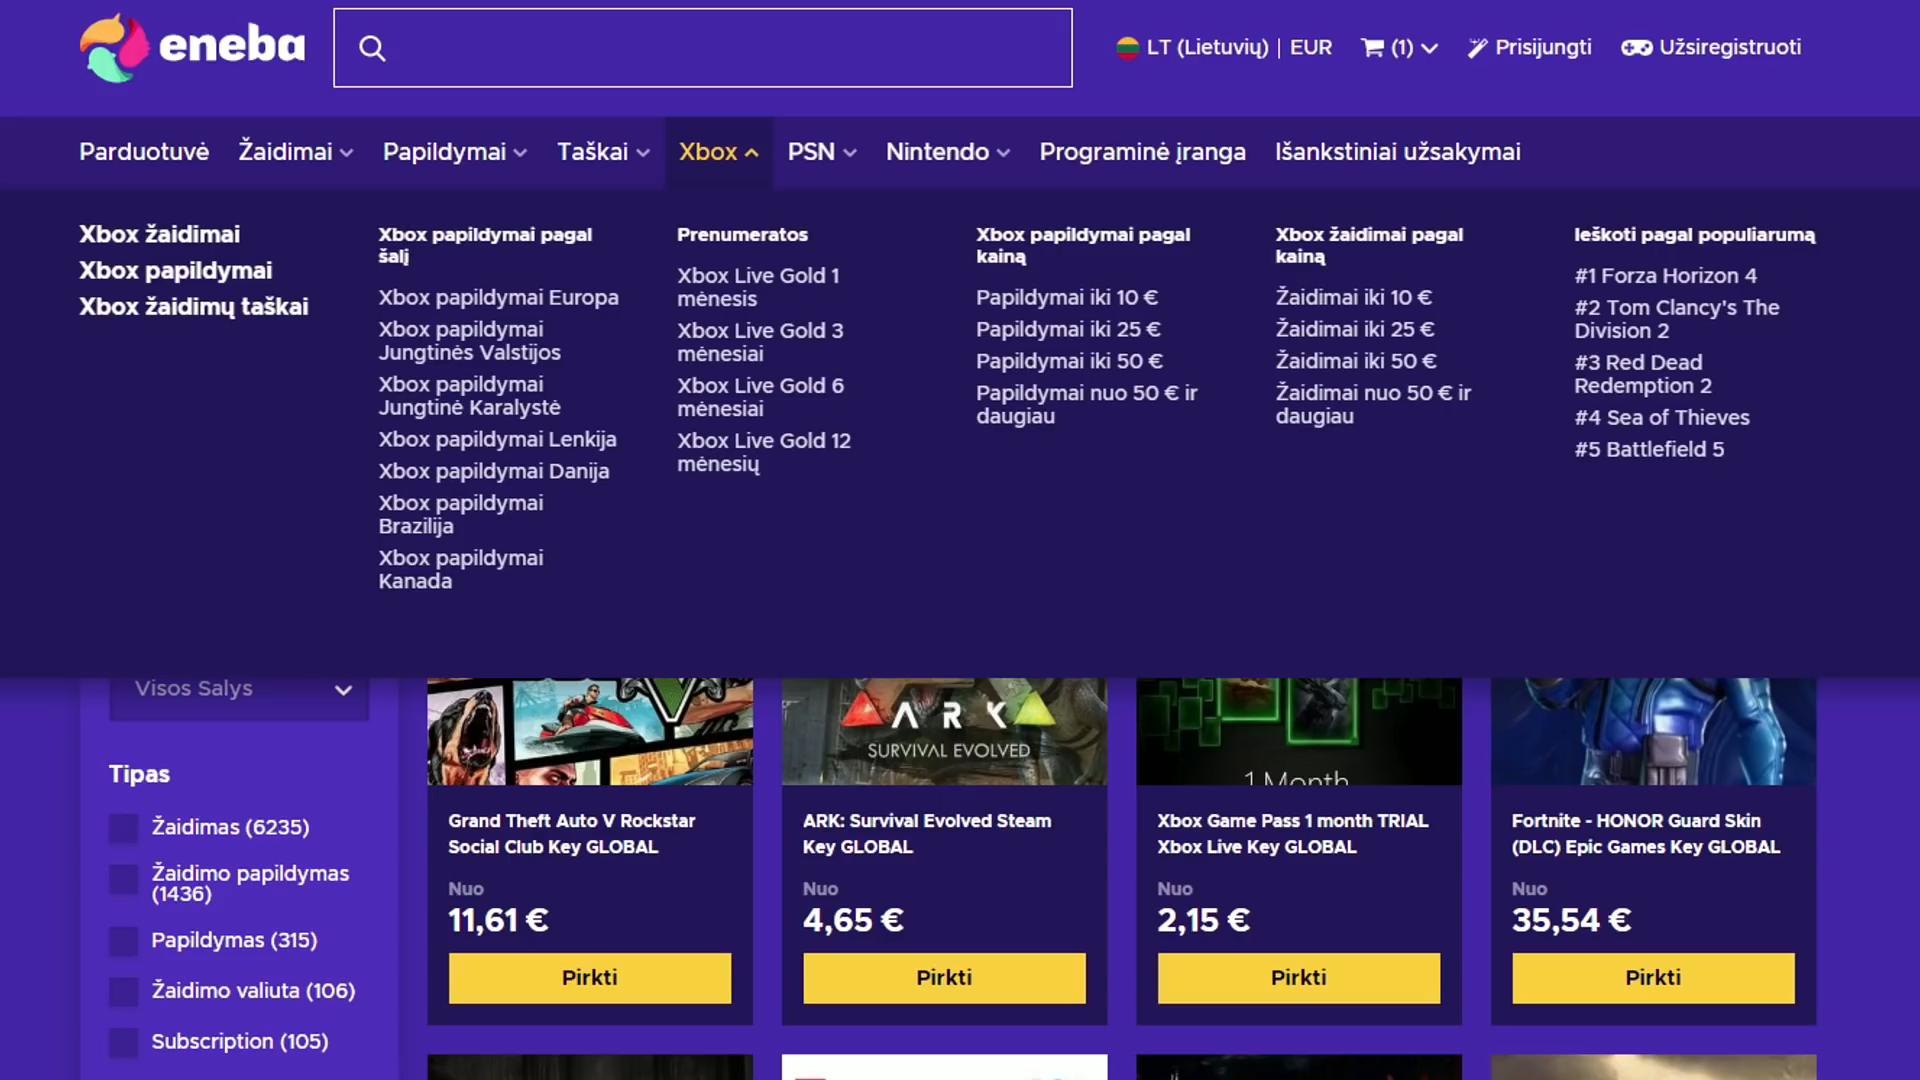 eneba
LT (Lietuvių) | EUR
(1)
Prisijungti
Užsiregistruoti
Parduotuvė
Žaidimai
Papildymai
Taškai
Xbox
PSN
Nintendo
Programinė įranga
Išankstiniai užsakymai
Xbox žaidimai
Xbox papildymai
Xbox žaidimų taškai
Xbox papildymai pagal
šalį
Xbox papildymai Europa
Xbox papildymai
Jungtinės Valstijos
Xbox papildymai
Jungtinė Karalystė
Xbox papildymai Lenkija
Xbox papildymai Danija
Xbox papildymai
Brazilija
Xbox papildymai
Kanada
Prenumeratos
Xbox Live Gold 1
mėnesis
Xbox Live Gold 3
mėnesiai
Xbox Live Gold 6
mėnesiai
Xbox Live Gold 12
mėnesių
Xbox papildymai pagal
kainą
Papildymai iki 10 €
Papildymai iki 25 €
Papildymai iki 50 €
Papildymai nuo 50 € ir
daugiau
Xbox žaidimai pagal
kainą
Žaidimai iki 10 €
Žaidimai iki 25 €
Žaidimai iki 50 €
Žaidimai nuo 50 € ir
daugiau
Ieškoti pagal populiarumą
#1 Forza Horizon 4
#2 Tom Clancy's The
Division 2
#3 Red Dead
Redemption 2
#4 Sea of Thieves
#5 Battlefield 5
Visos Salys
Tipas
Žaidimas (6235)
Žaidimo papildymas
(1436)
Papildymas (315)
Žaidimo valiuta (106)
Subscription (105)
Grand Theft Auto V Rockstar
Social Club Key GLOBAL
Nuo
11,61 €
Pirkti
ARK
SURVIVAL EVOLVED
ARK: Survival Evolved Steam
Key GLOBAL
Nuo
4,65 €
Pirkti
1 Month
Xbox Game Pass 1 month TRIAL
Xbox Live Key GLOBAL
Nuo
2,15 €
Pirkti
Fortnite - HONOR Guard Skin
(DLC) Epic Games Key GLOBAL
Nuo
35,54 €
Pirkti